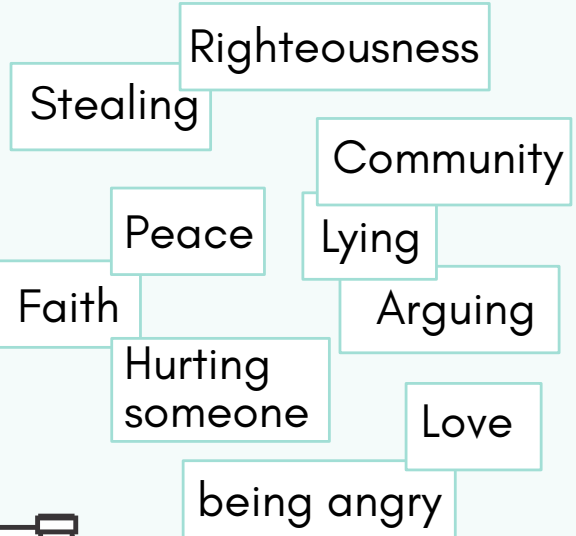 Righteousness
Stealing
Community
Peace
Lying
Faith
Arguing
Hurting
someone
Love
being angry